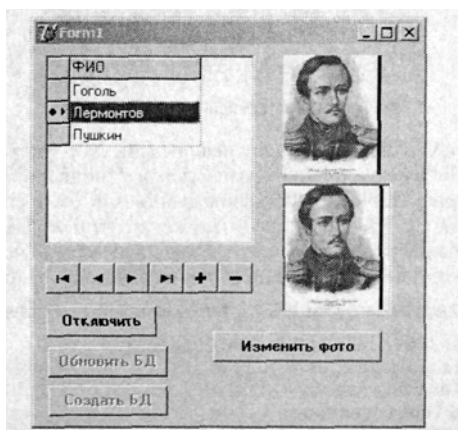 Form1
ФИО
Гоголь
Лермонтов
Пушкин
Отключить
Изменить фото
Обновить БД
Создать БД